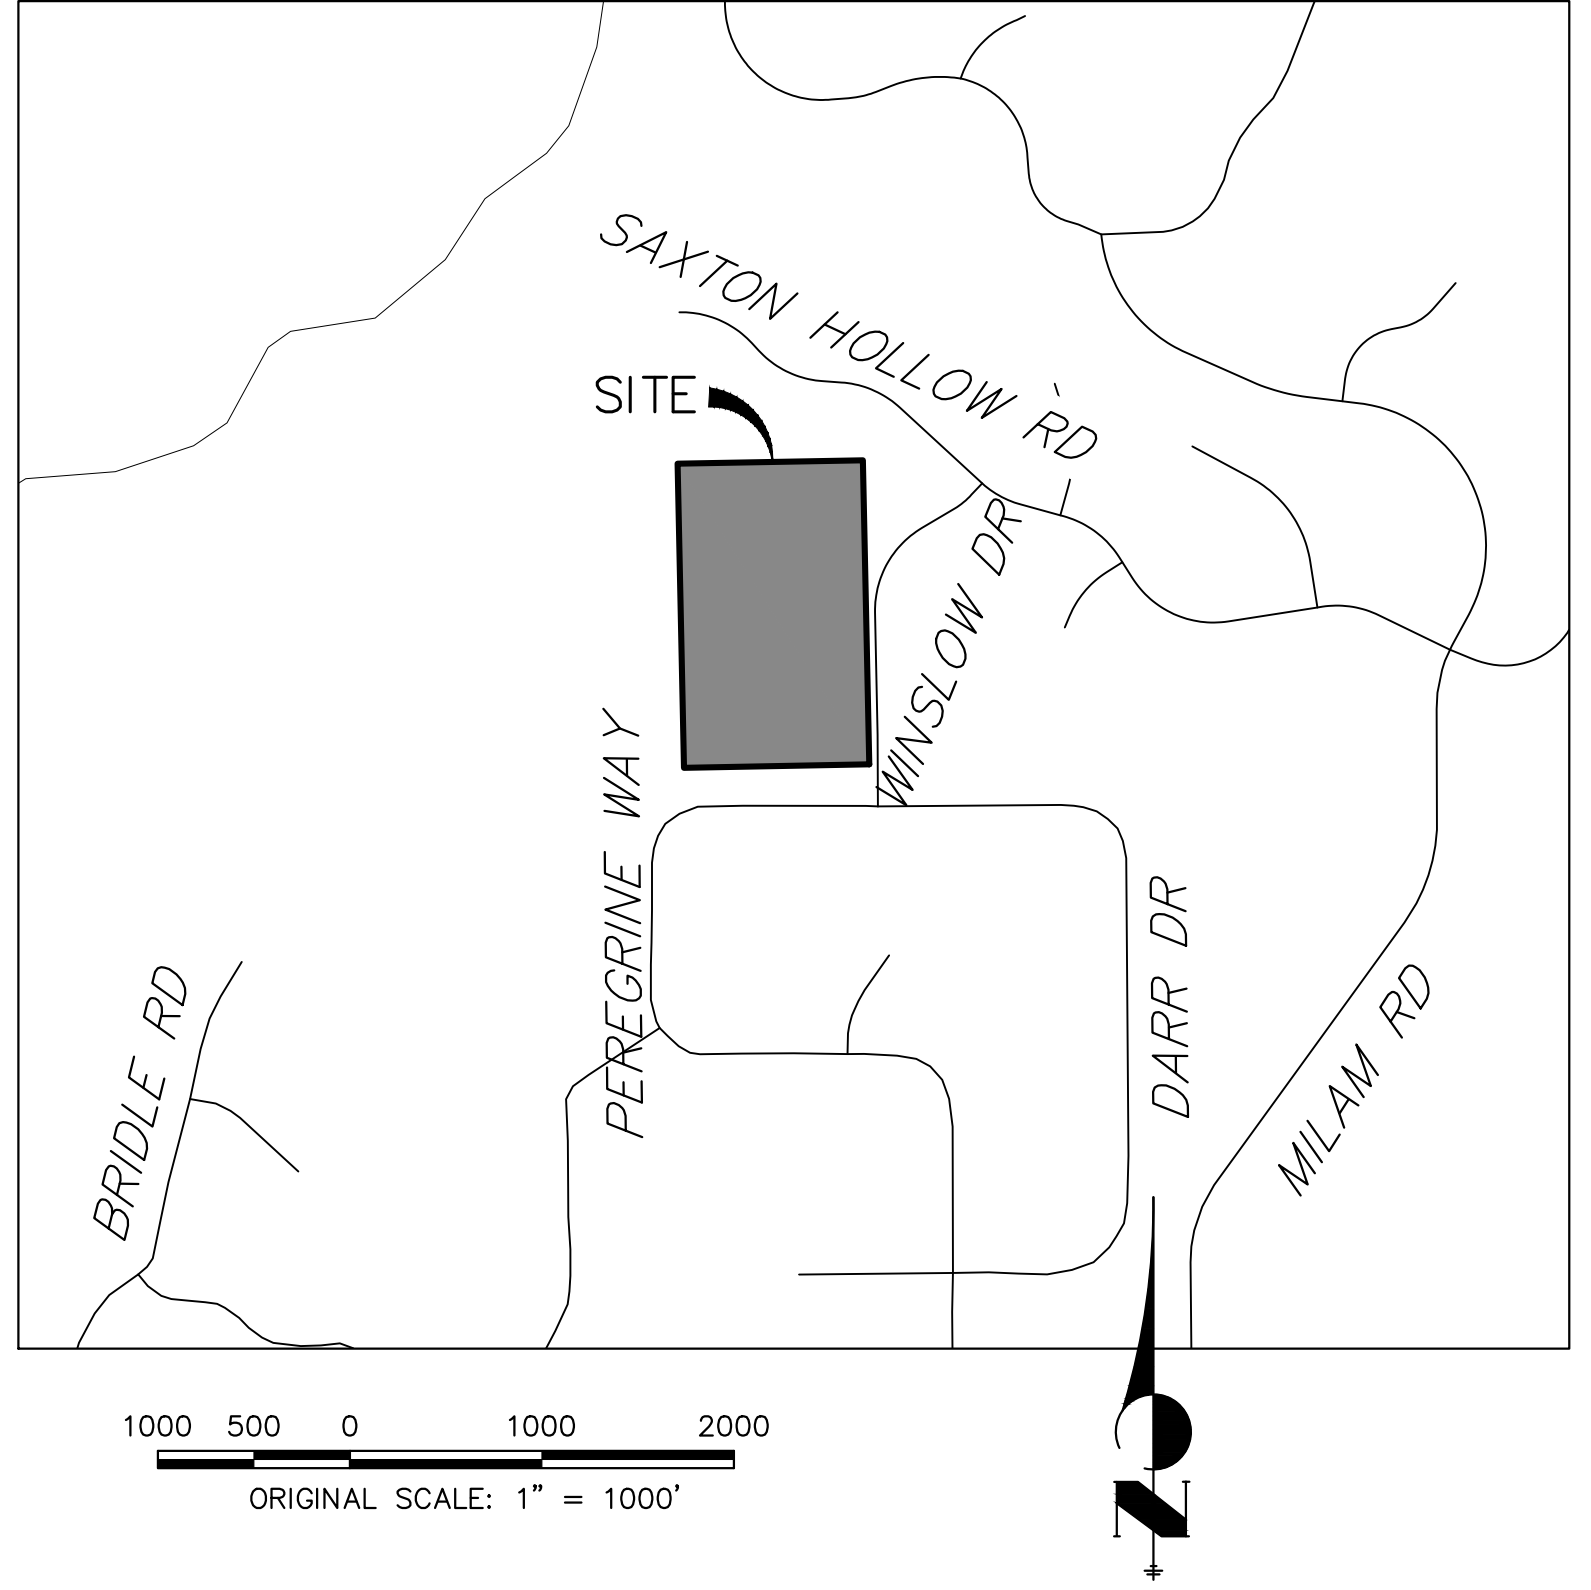 SAXTON HOLLOW RD
SITE
WINSLOW DR
PEREGRINE WAY
DARR DR
BRIDLE RD
MILAM RD
1000 500 0 1000 2000
ORIGINAL SCALE: 1" = 1000'
N